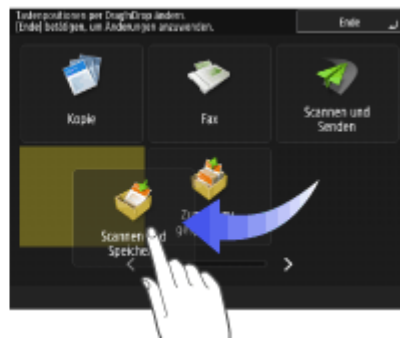 Tastenpositionen per Drag&Drop ändern.
[Ende] betätigen, um Änderungen anzuwenden.
Ende
Kopie
Fax
Scannen und
Senden
Scannen und
Speichern